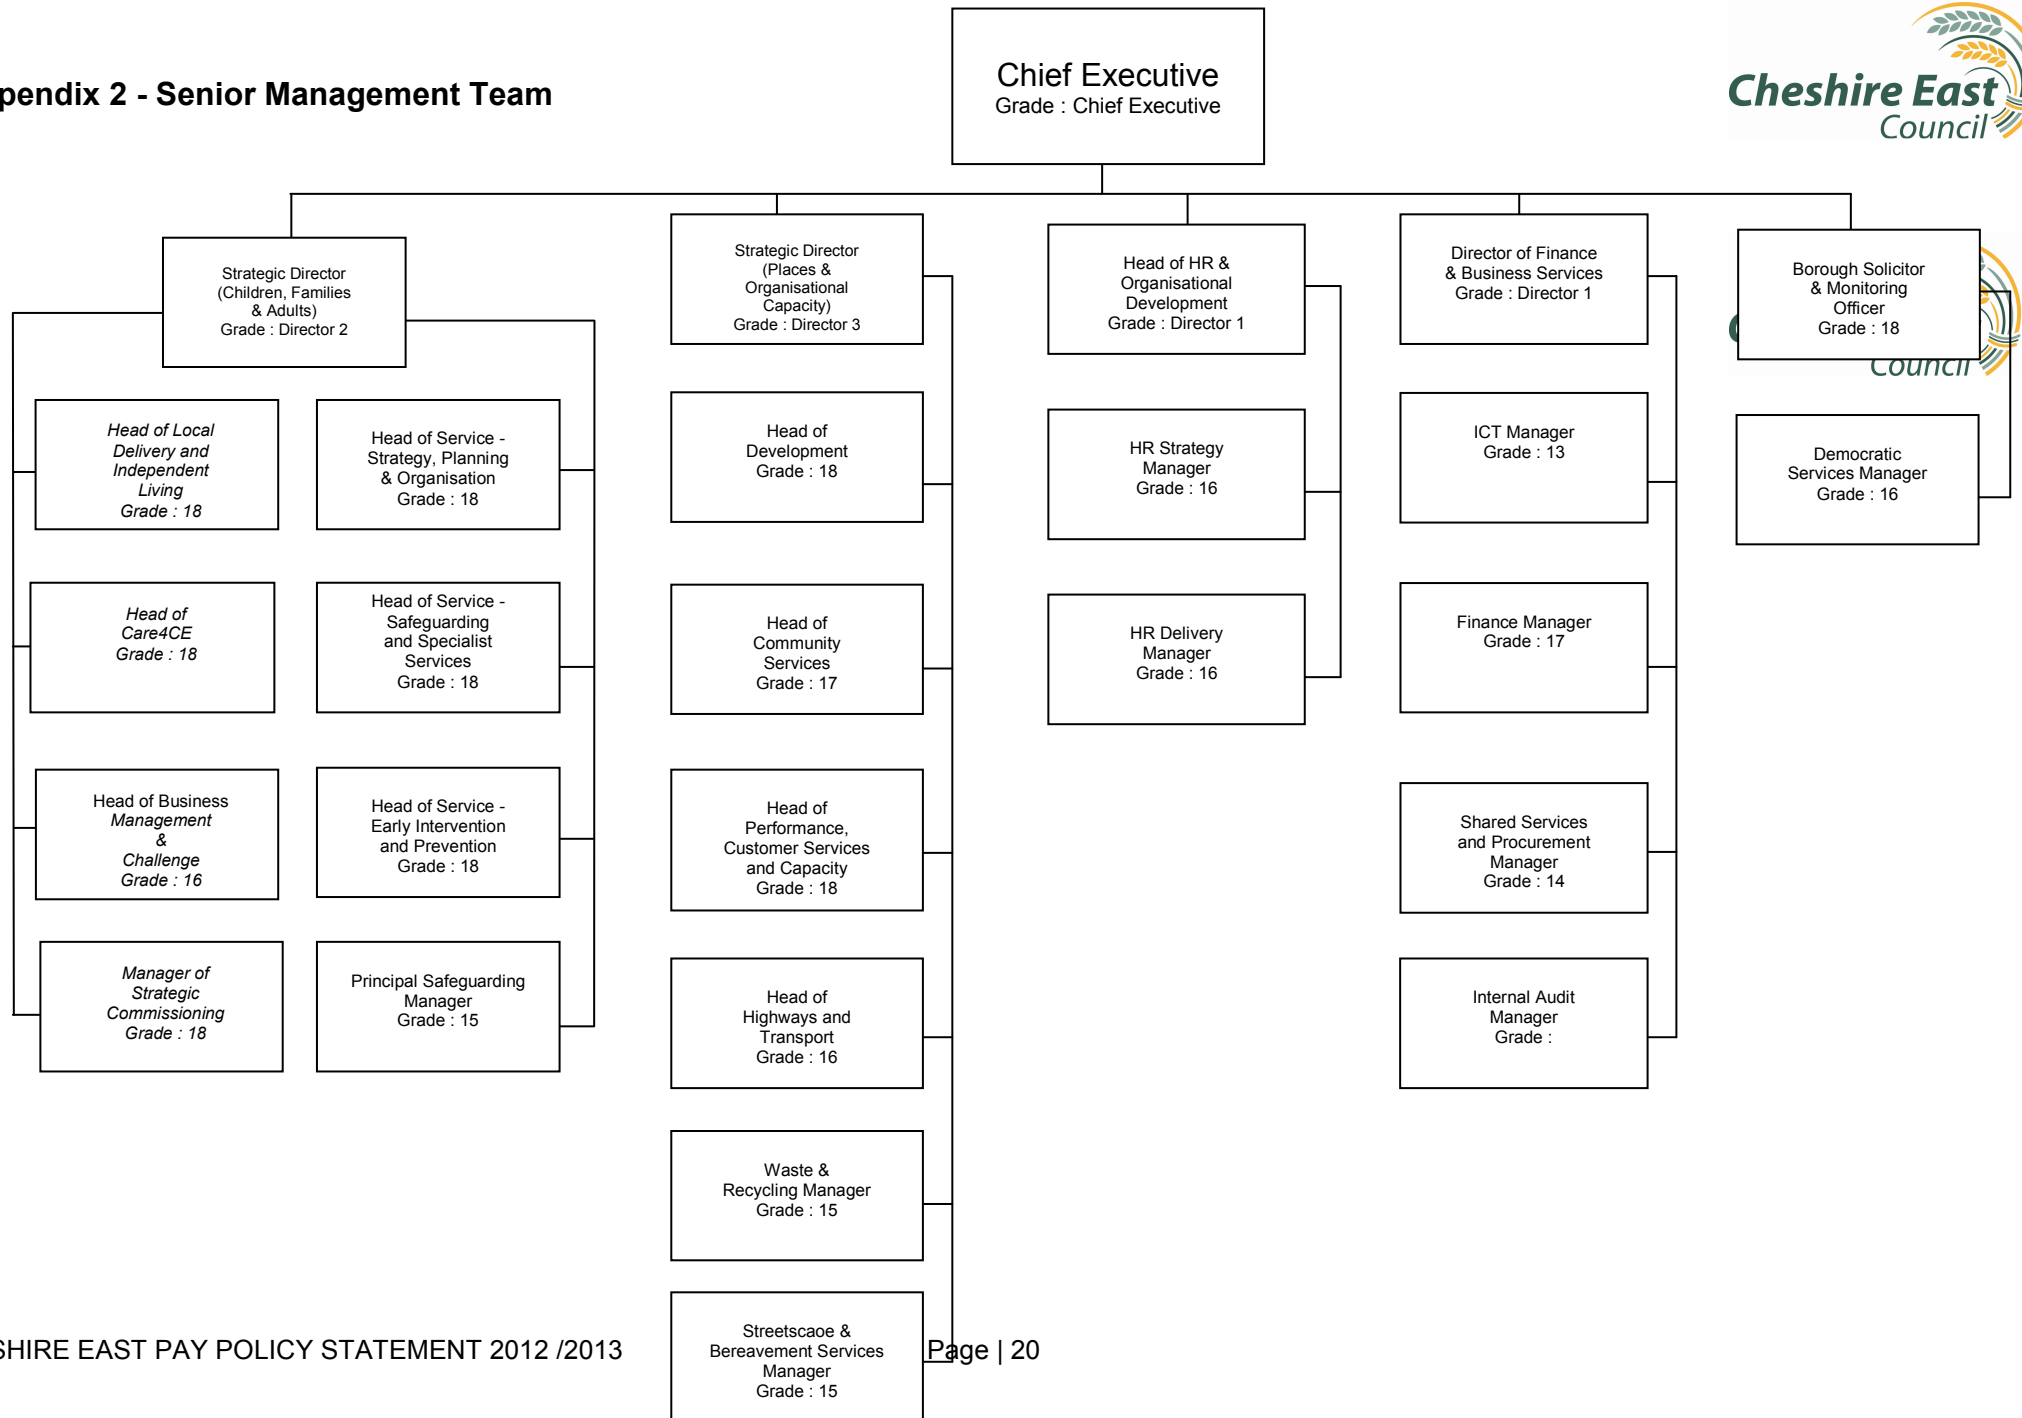 pendix 2 - Senior Management Team
Chief Executive
Grade : Chief Executive
Cheshire East
Council
Strategic Director
(Children, Families
& Adults)
Grade : Director 2
Strategic Director
(Places &
Organisational
Capacity)
Grade : Director 3
Head of HR &
Organisational
Development
Grade : Director 1
Director of Finance
& Business Services
Grade : Director 1
Borough Solicitor
& Monitoring
Officer
Grade : 18
Council
Head of Local
Delivery and
Independent
Living
Grade : 18
Head of Service -
Strategy, Planning
& Organisation
Grade : 18
Head of
Development
Grade : 18
HR Strategy
Manager
Grade : 16
ICT Manager
Grade : 13
Democratic
Services Manager
Grade : 16
Head of
Care4CE
Grade : 18
Head of Service -
Safeguarding
and Specialist
Services
Grade : 18
Head of
Community
Services
Grade : 17
HR Delivery
Manager
Grade : 16
Finance Manager
Grade : 17
Head of Business
Management
&
Challenge
Grade : 16
Head of Service -
Early Intervention
and Prevention
Grade : 18
Head of
Performance,
Customer Services
and Capacity
Grade : 18
Shared Services
and Procurement
Manager
Grade : 14
Manager of
Strategic
Commissioning
Grade : 18
Principal Safeguarding
Manager
Grade : 15
Head of
Highways and
Transport
Grade : 16
Internal Audit
Manager
Grade :
Waste &
Recycling Manager
Grade : 15
Streetscaoe &
Bereavement Services
Manager
Grade : 15
SHIRE EAST PAY POLICY STATEMENT 2012 /2013
Page | 20